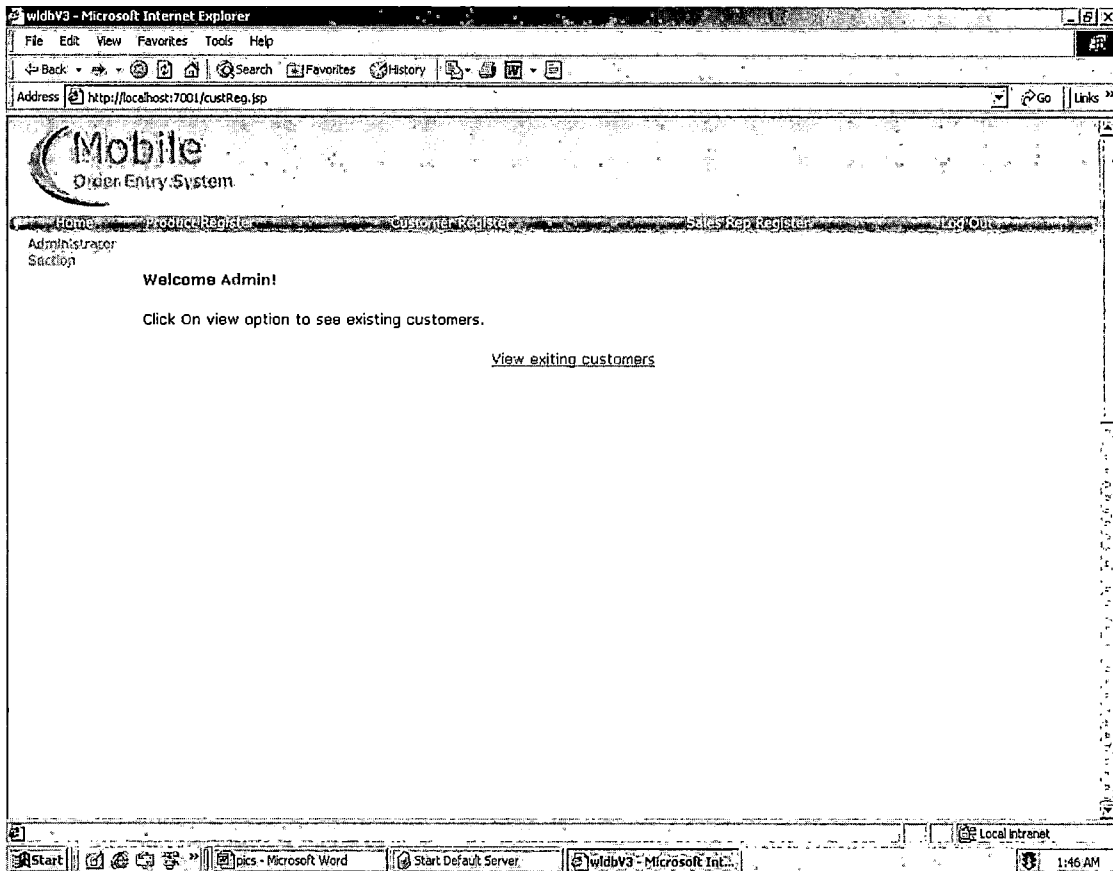 wldbV3 - Microsoft Internet Explorer
File Edit View Favorites Tools Help
Back Search Favorites History
Address http://localhost:7001/custReg.jsp Go Links »
Mobile
Order Entry System
Home Product Register Customer Register Sales Rep Register Log Out
Administrator
Section
Welcome Admin!
Click On view option to see existing customers.
View exiting customers
Local intranet
Start » pics - Microsoft Word Start Default Server wldbV3 - Microsoft Int... 1:46 AM